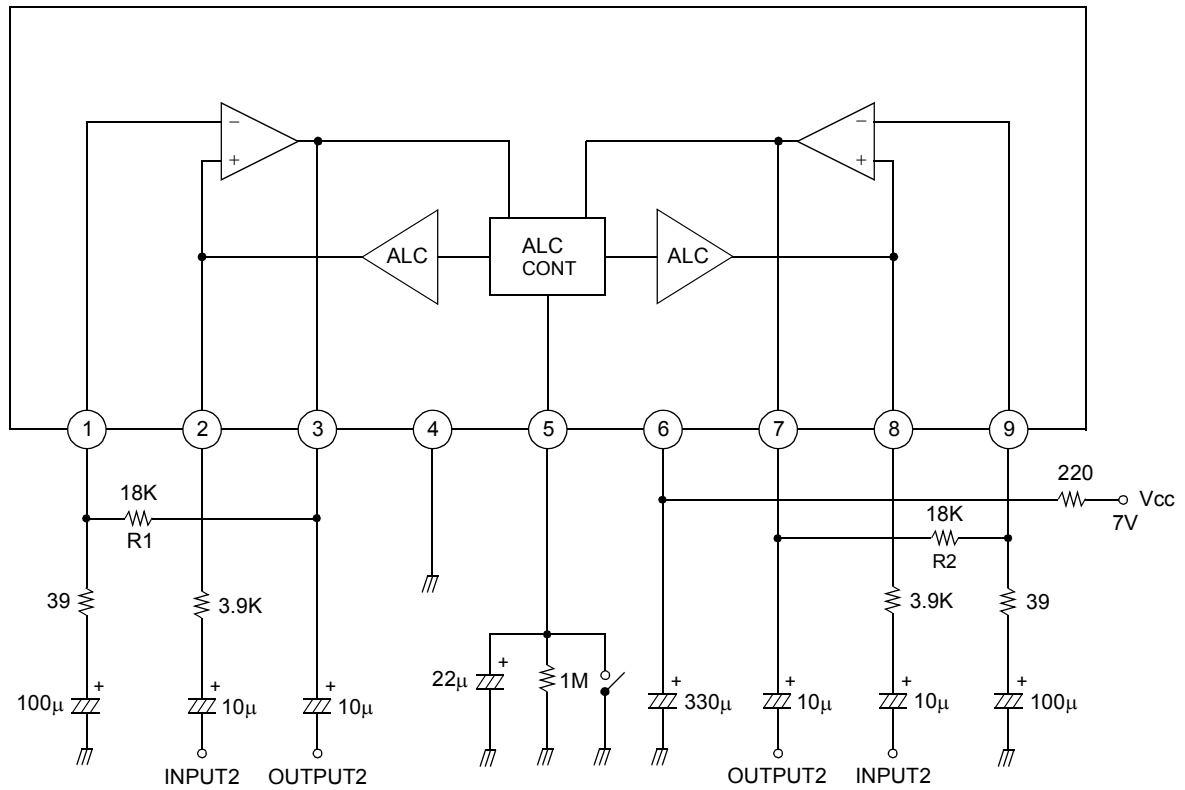 −
+
−
+
ALC
ALC
CONT
ALC
1
2
3
4
5
6
7
8
9
18K
R1
220
Vcc
7V
18K
R2
39
3.9K
3.9K
39
+
100μ
+
10μ
+
10μ
+
22μ
1M
+
330μ
+
10μ
+
10μ
+
100μ
INPUT2
OUTPUT2
OUTPUT2
INPUT2